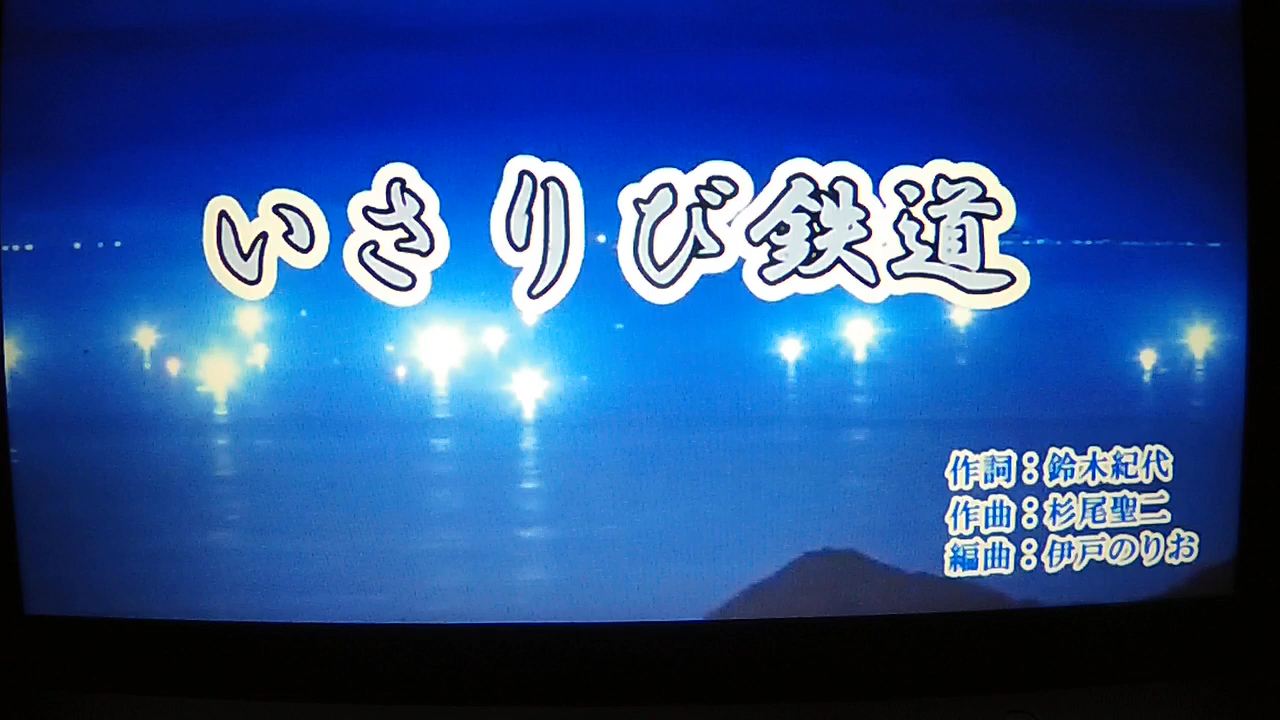 いさりび鉄道
作詞：鈴木紀代
作曲：杉尾聖二
編曲：伊戸のりお